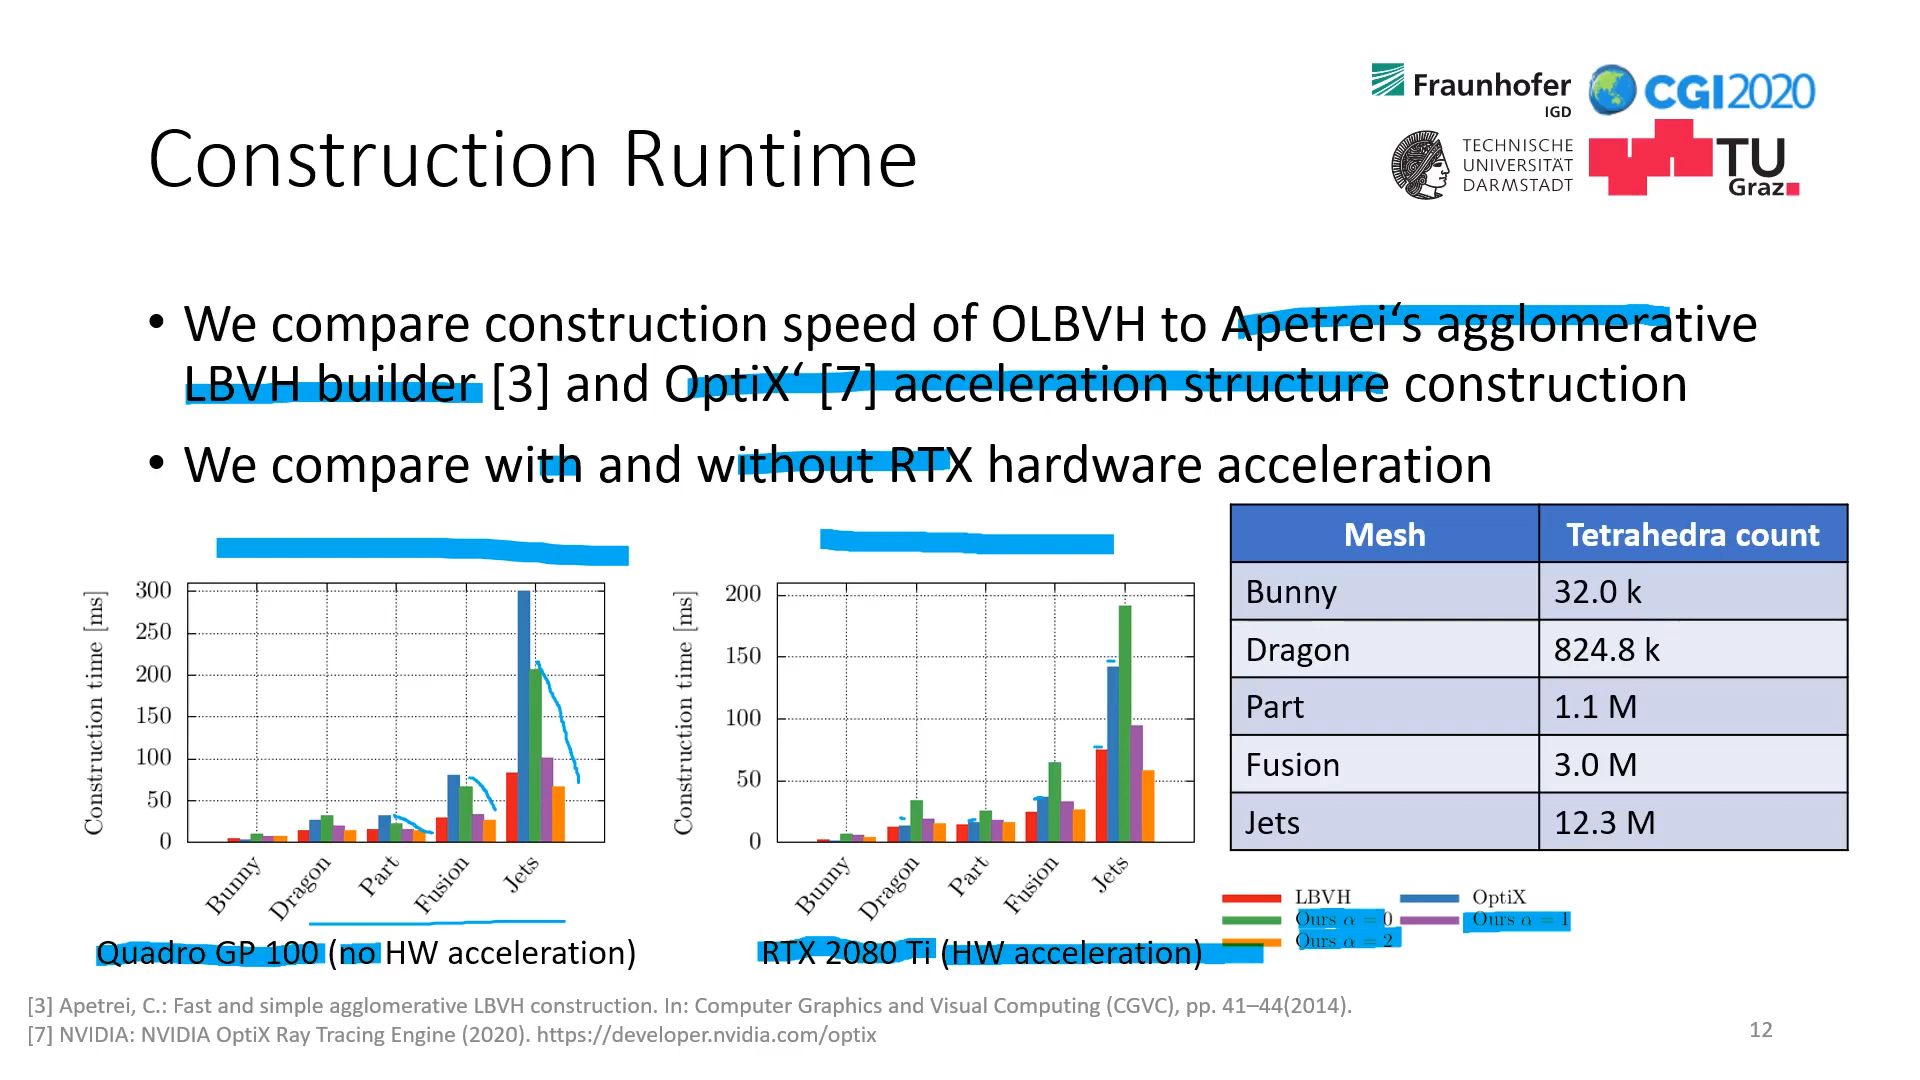 Fraunhofer
IGD
CGI2020
TECHNISCHE
UNIVERSITÄT
DARMSTADT
TU
Graz
Construction Runtime
• We compare construction speed of OLBVH to Apetrei‘s agglomerative
LBVH builder [3] and OptiX‘ [7] acceleration structure construction
• We compare with and without RTX hardware acceleration
Construction time [ms]
300
250
200
150
100
50
0
Bunny
Dragon
Part
Fusion
Jets
Quadro GP 100 (no HW acceleration)
Construction time [ms]
200
150
100
50
0
Bunny
Dragon
Part
Fusion
Jets
RTX 2080 Ti (HW acceleration)
Mesh Tetrahedra count
Bunny 32.0 k
Dragon 824.8 k
Part 1.1 M
Fusion 3.0 M
Jets 12.3 M
LBVH OptiX
Ours α = 0 Ours α = 1
Ours α = 2
[3] Apetrei, C.: Fast and simple agglomerative LBVH construction. In: Computer Graphics and Visual Computing (CGVC), pp. 41–44(2014).
[7] NVIDIA: NVIDIA OptiX Ray Tracing Engine (2020). https://developer.nvidia.com/optix
12